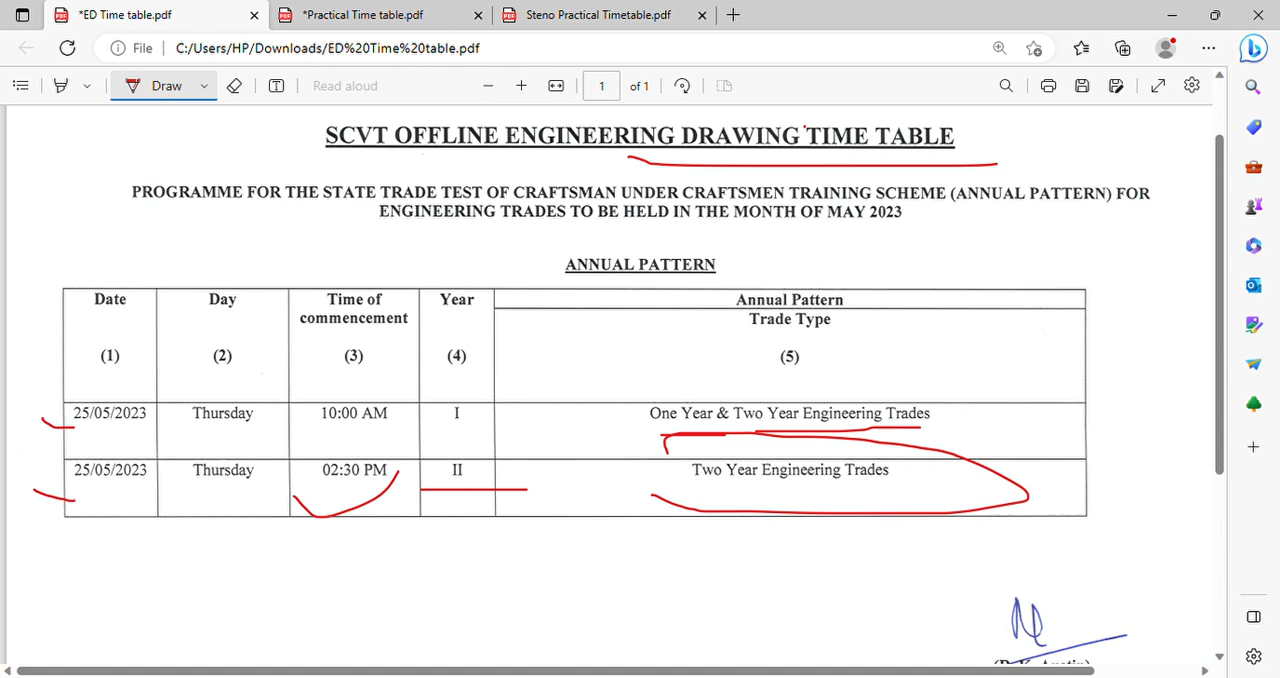 *ED Time table.pdf
*Practical Time table.pdf
Steno Practical Timetable.pdf
File
C:/Users/HP/Downloads/ED%20Time%20table.pdf
Draw
Read aloud
1
of 1
SCVT OFFLINE ENGINEERING DRAWING TIME TABLE
PROGRAMME FOR THE STATE TRADE TEST OF CRAFTSMAN UNDER CRAFTSMEN TRAINING SCHEME (ANNUAL PATTERN) FOR
ENGINEERING TRADES TO BE HELD IN THE MONTH OF MAY 2023
ANNUAL PATTERN
Date Day Time of Year Annual Pattern
commencement Trade Type
(1) (2) (3) (4) (5)
25/05/2023 Thursday 10:00 AM I One Year & Two Year Engineering Trades
25/05/2023 Thursday 02:30 PM II Two Year Engineering Trades